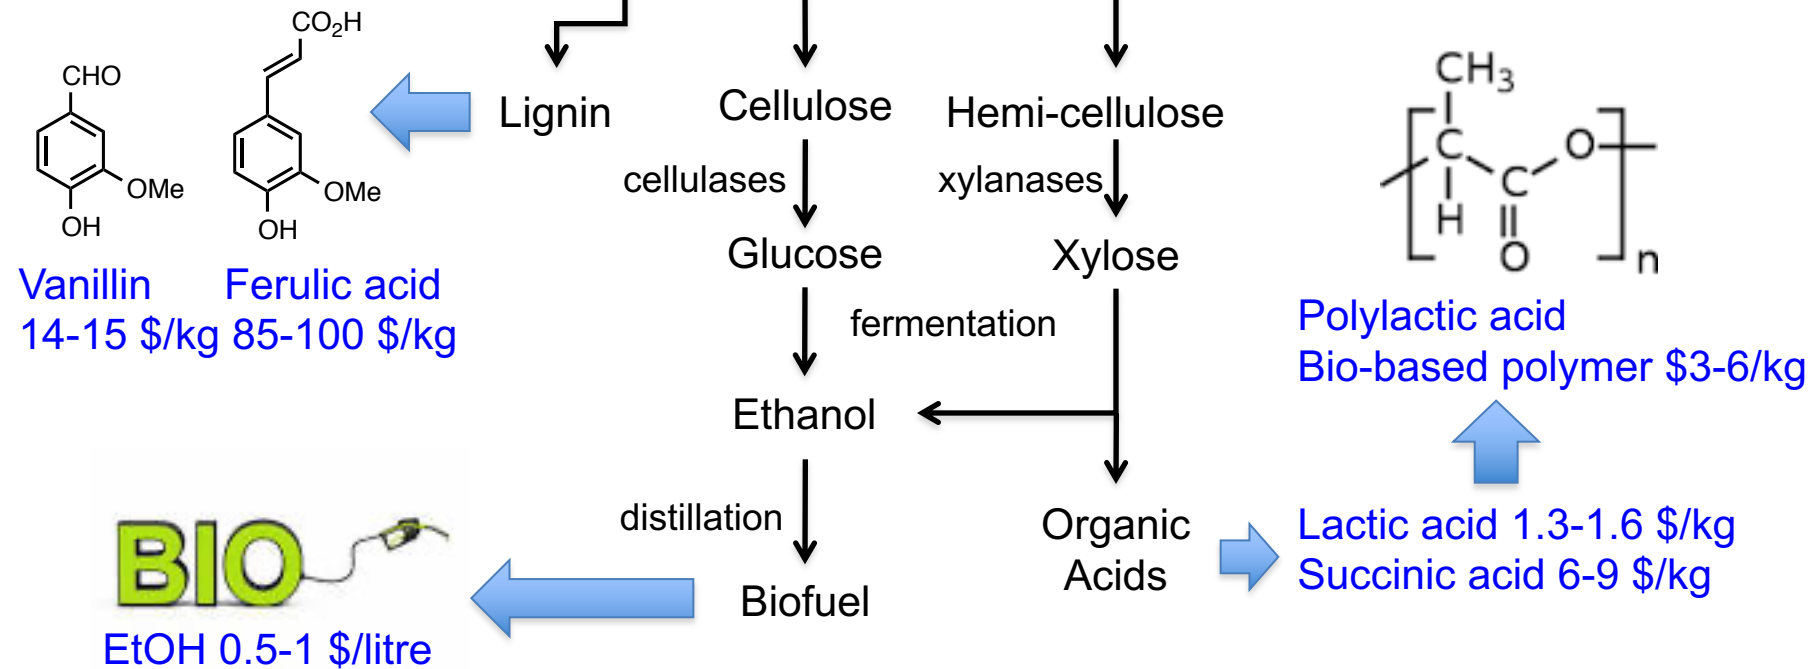 CO₂H
CHO
OMe
OH
OMe
OH
Vanillin
14-15 $/kg
Ferulic acid
85-100 $/kg
Lignin
Cellulose
Hemi-cellulose
cellulases
xylanases
Glucose
Xylose
fermentation
Ethanol
distillation
Biofuel
Organic
Acids
BIO
EtOH 0.5-1 $/litre
CH₃
C
H
C
O
O
n
Polylactic acid
Bio-based polymer $3-6/kg
Lactic acid 1.3-1.6 $/kg
Succinic acid 6-9 $/kg